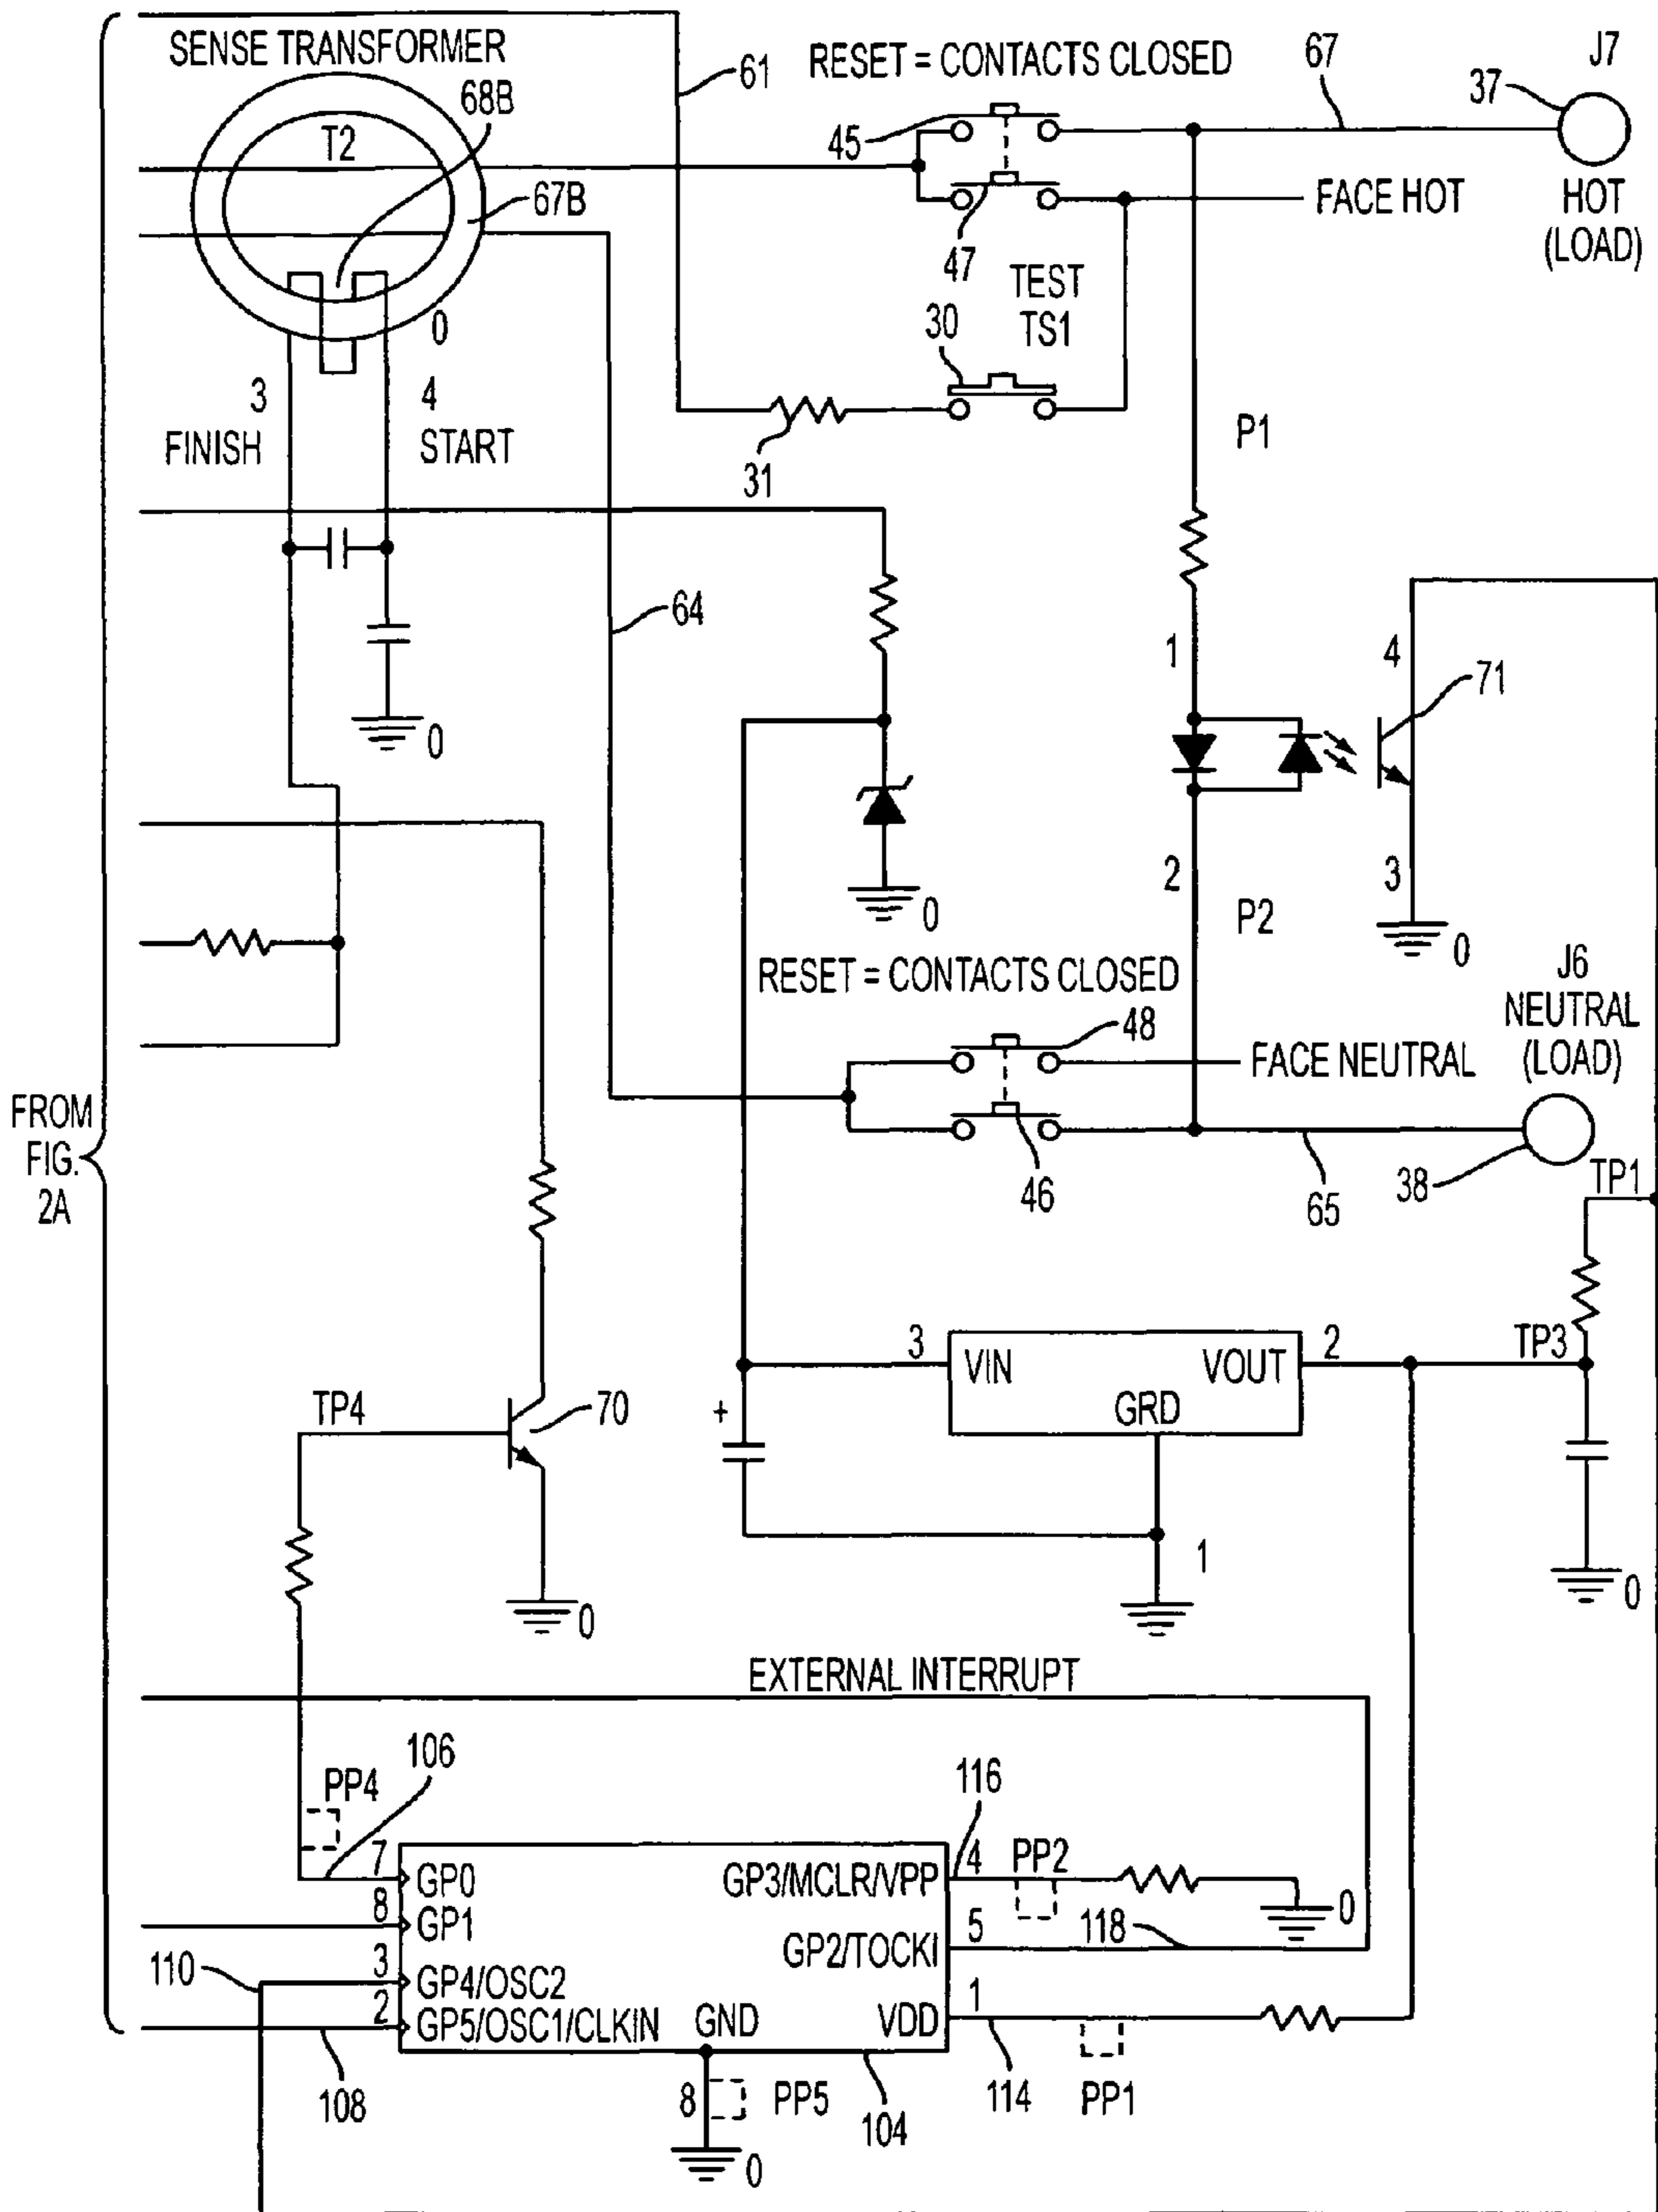 SENSE TRANSFORMER
61
RESET = CONTACTS CLOSED
67
J7
37
68B
T2
45
67B
FACE HOT
HOT
(LOAD)
47
TEST
TS1
30
0
3
4
FINISH
START
31
P1
64
1
4
71
0
2
3
0
P2
0
RESET = CONTACTS CLOSED
J6
NEUTRAL
(LOAD)
48
FACE NEUTRAL
FROM
FIG.
2A
46
65
38
TP1
3
VIN
VOUT
2
TP3
GRD
TP4
70
+
1
0
0
EXTERNAL INTERRUPT
106
PP4
116
7
GP0
GP3/MCLR/VPP
4
PP2
8
GP1
0
5
118
GP2/TOCKI
110
3
GP4/OSC2
1
2
GP5/OSC1/CLKIN
GND
VDD
108
8
PP5
104
114
PP1
0